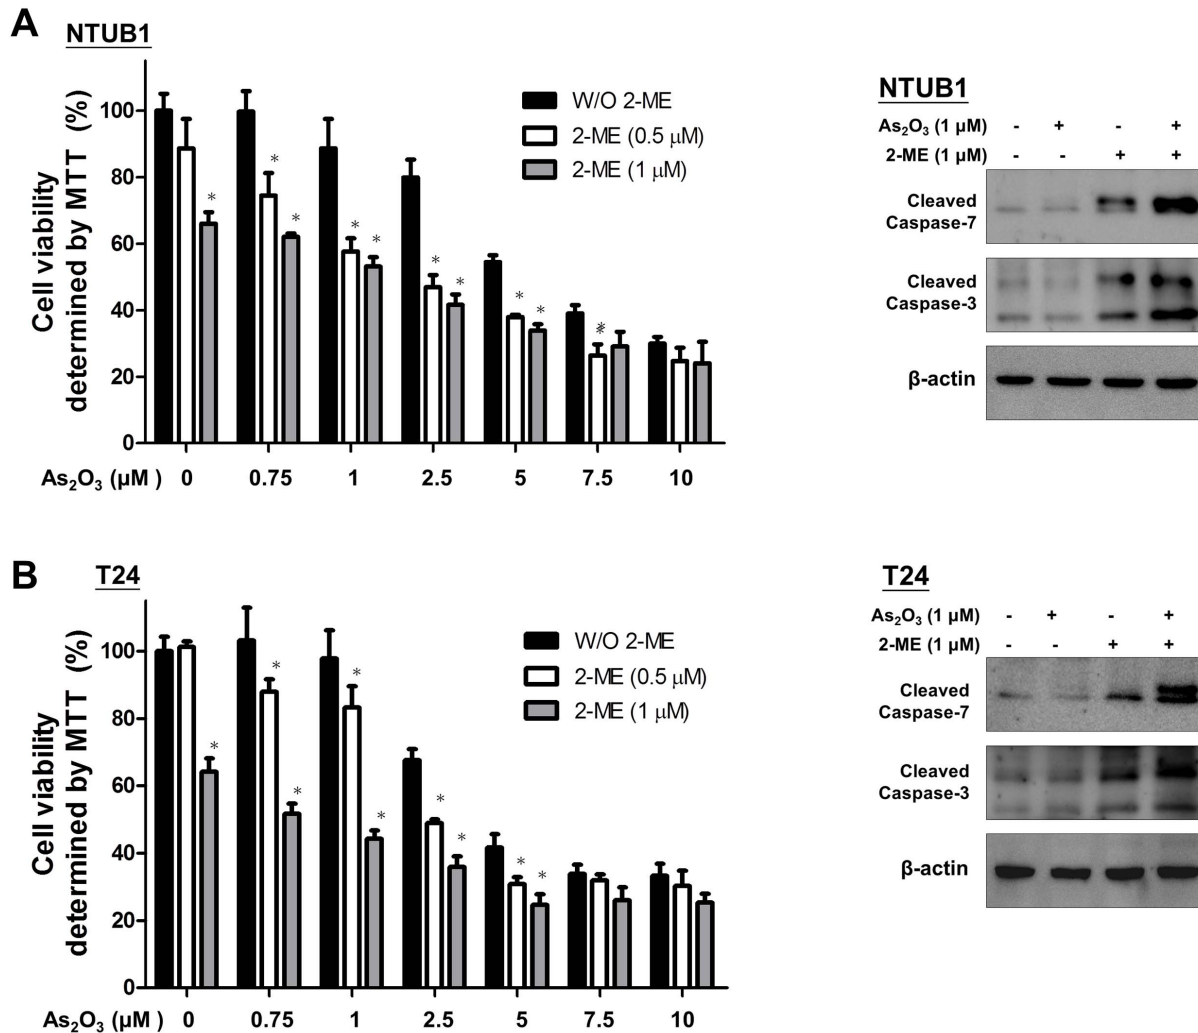 A
NTUB1
Cell viability
determined by MTT (%)
100
80
60
40
20
0
W/O 2-ME
2-ME (0.5 μM)
2-ME (1 μM)
* * * * * * * * * * *
As₂O₃ (μM ) 0 0.75 1 2.5 5 7.5 10
NTUB1
As₂O₃ (1 μM) - + - +
2-ME (1 μM) - - + +
Cleaved
Caspase-7
Cleaved
Caspase-3
β-actin
B
T24
Cell viability
determined by MTT (%)
100
80
60
40
20
0
W/O 2-ME
2-ME (0.5 μM)
2-ME (1 μM)
* * * * * * * * *
As₂O₃ (μM ) 0 0.75 1 2.5 5 7.5 10
T24
As₂O₃ (1 μM) - + - +
2-ME (1 μM) - - + +
Cleaved
Caspase-7
Cleaved
Caspase-3
β-actin